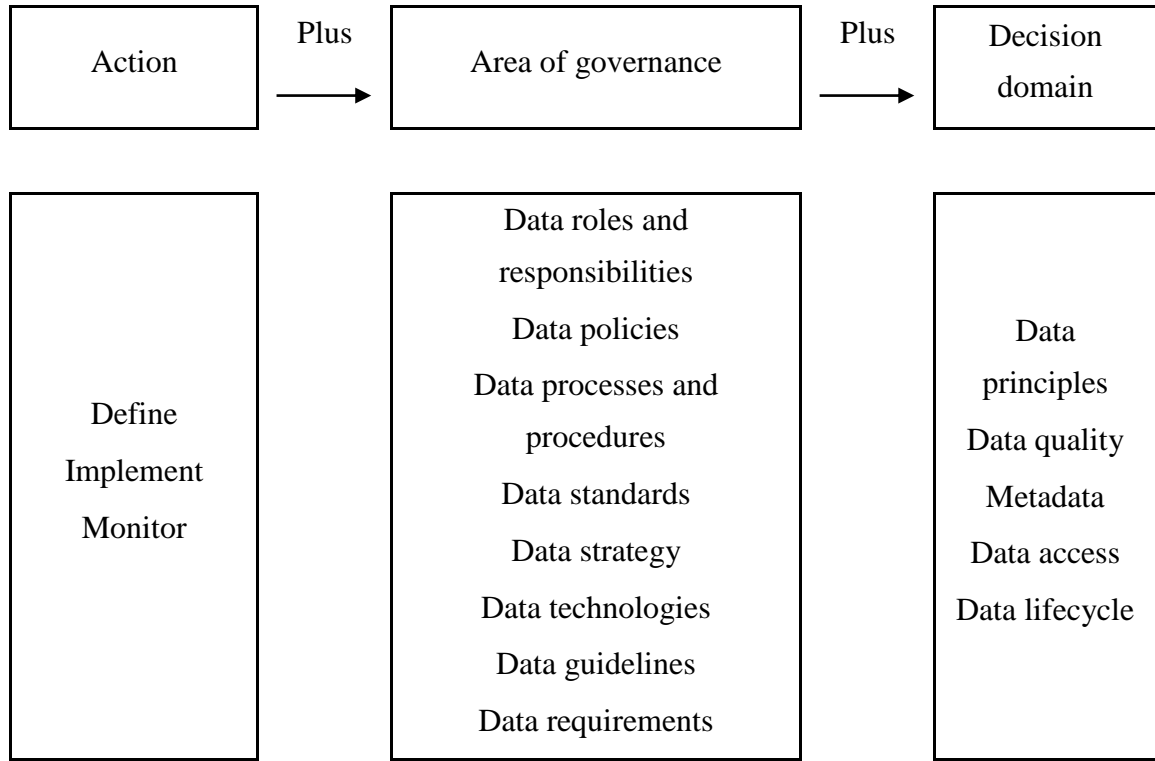 Action
Plus
Area of governance
Plus
Decision
domain
Define
Implement
Monitor
Data roles and
responsibilities
Data policies
Data processes and
procedures
Data standards
Data strategy
Data technologies
Data guidelines
Data requirements
Data
principles
Data quality
Metadata
Data access
Data lifecycle